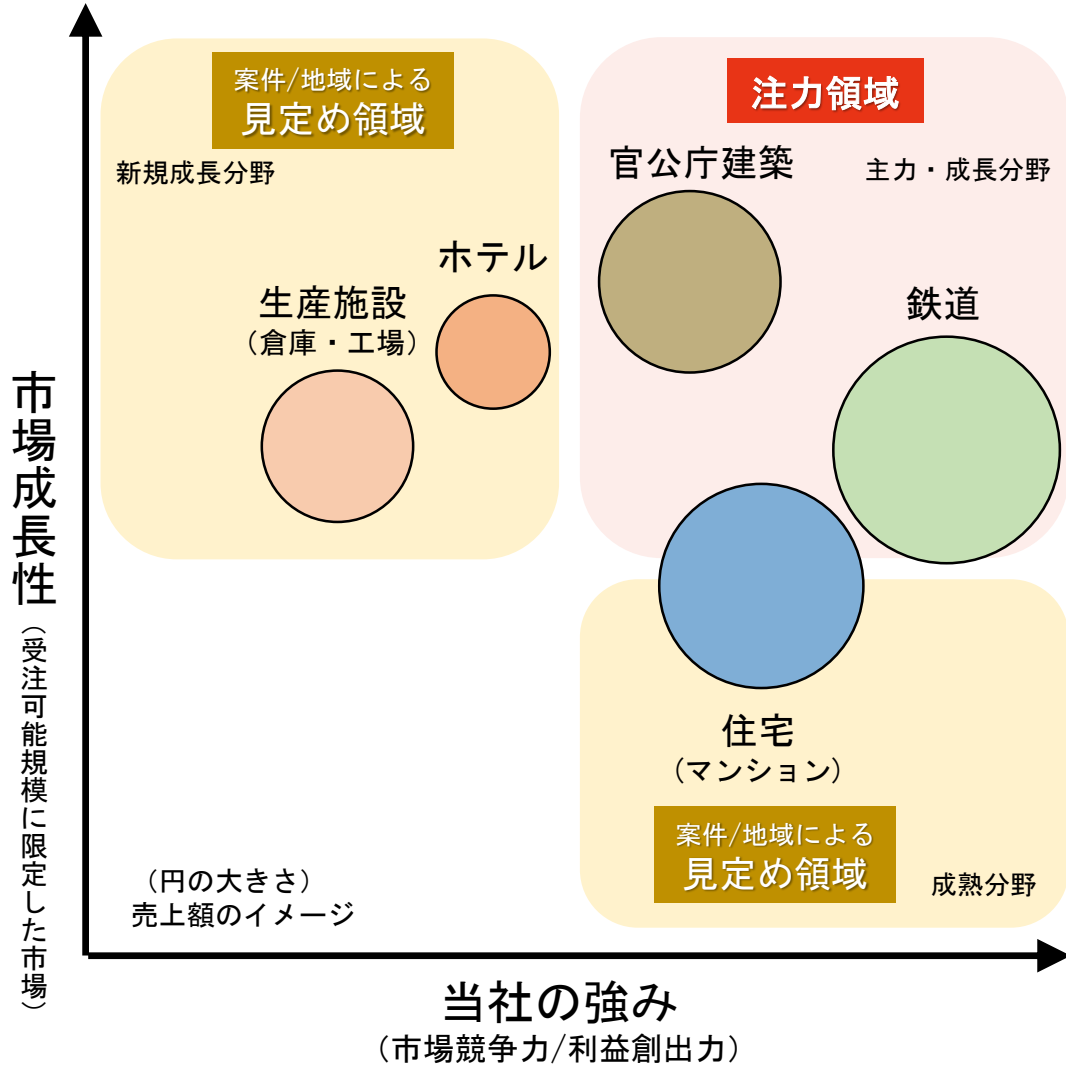 案件/地域による
見定め領域
新規成長分野
注力領域
官公庁建築
主力・成長分野
ホテル
生産施設
(倉庫・工場)
鉄道
市場成長性
(受注可能規模に限定した市場)
住宅
(マンション)
案件/地域による
見定め領域
成熟分野
(円の大きさ)
売上額のイメージ
当社の強み
(市場競争力/利益創出力)